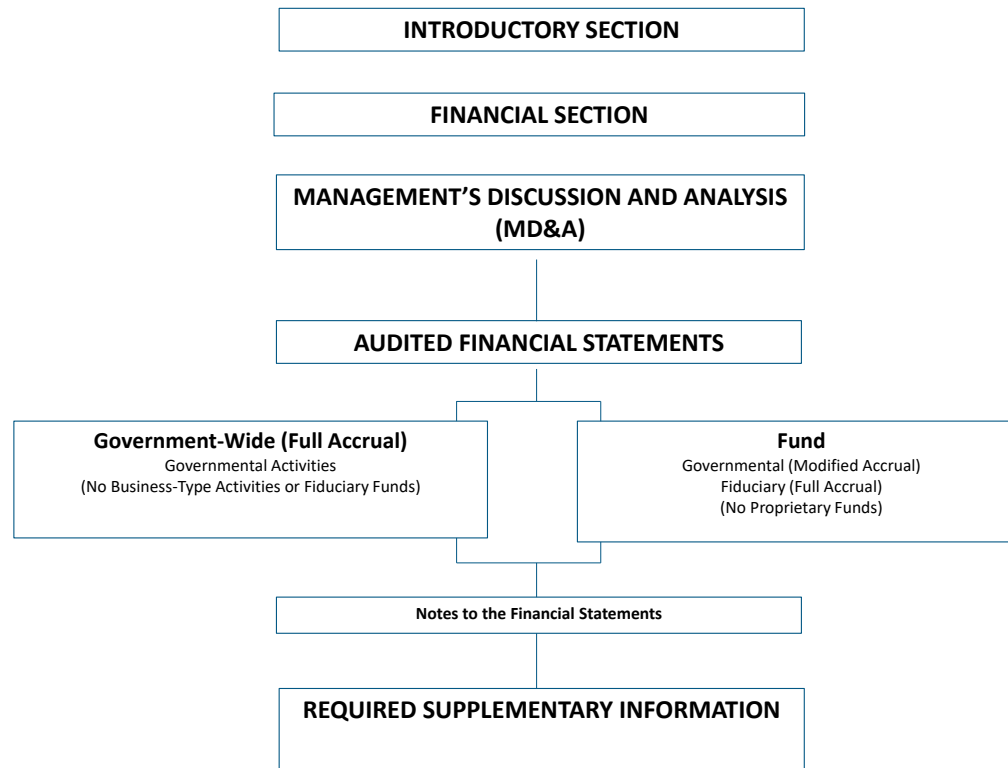 INTRODUCTORY SECTION
FINANCIAL SECTION
MANAGEMENT’S DISCUSSION AND ANALYSIS
(MD&A)
AUDITED FINANCIAL STATEMENTS
Government-Wide (Full Accrual)
Governmental Activities
(No Business-Type Activities or Fiduciary Funds)
Fund
Governmental (Modified Accrual)
Fiduciary (Full Accrual)
(No Proprietary Funds)
Notes to the Financial Statements
REQUIRED SUPPLEMENTARY INFORMATION